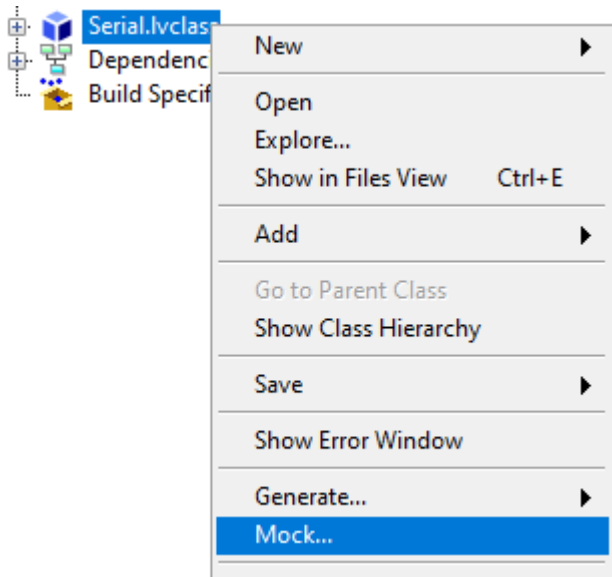 Serial.lvclass
Dependenc
Build Specif
New
Open
Explore...
Show in Files View Ctrl+E
Add
Go to Parent Class
Show Class Hierarchy
Save
Show Error Window
Generate...
Mock...